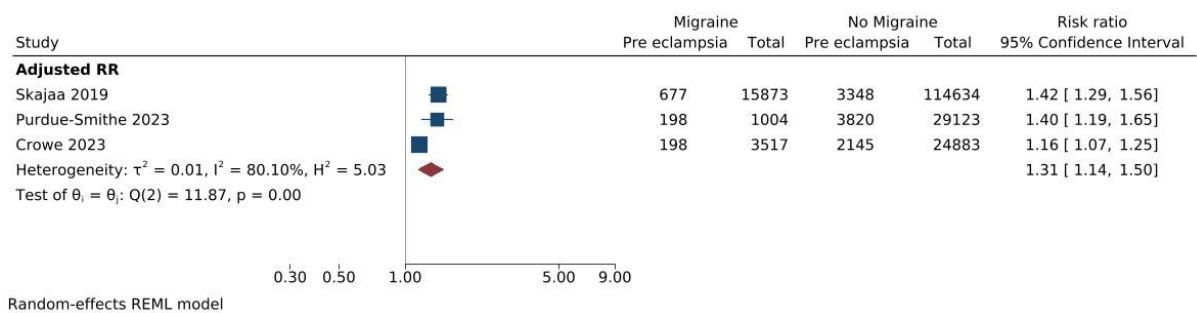 Migraine No Migraine Risk ratio
Study Pre eclampsia Total Pre eclampsia Total 95% Confidence Interval
Adjusted RR
Skajaa 2019 677 15873 3348 114634 1.42 [ 1.29, 1.56]
Purdue-Smithe 2023 198 1004 3820 29123 1.40 [ 1.19, 1.65]
Crowe 2023 198 3517 2145 24883 1.16 [ 1.07, 1.25]
Heterogeneity: τ² = 0.01, I² = 80.10%, H² = 5.03 1.31 [ 1.14, 1.50]
Test of θᵢ = θⱼ: Q(2) = 11.87, p = 0.00
0.30 0.50 1.00 5.00 9.00
Random-effects REML model